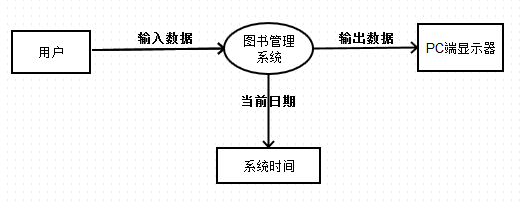 用户
输入数据
图书管理
系统
输出数据
PC端显示器
当前日期
系统时间